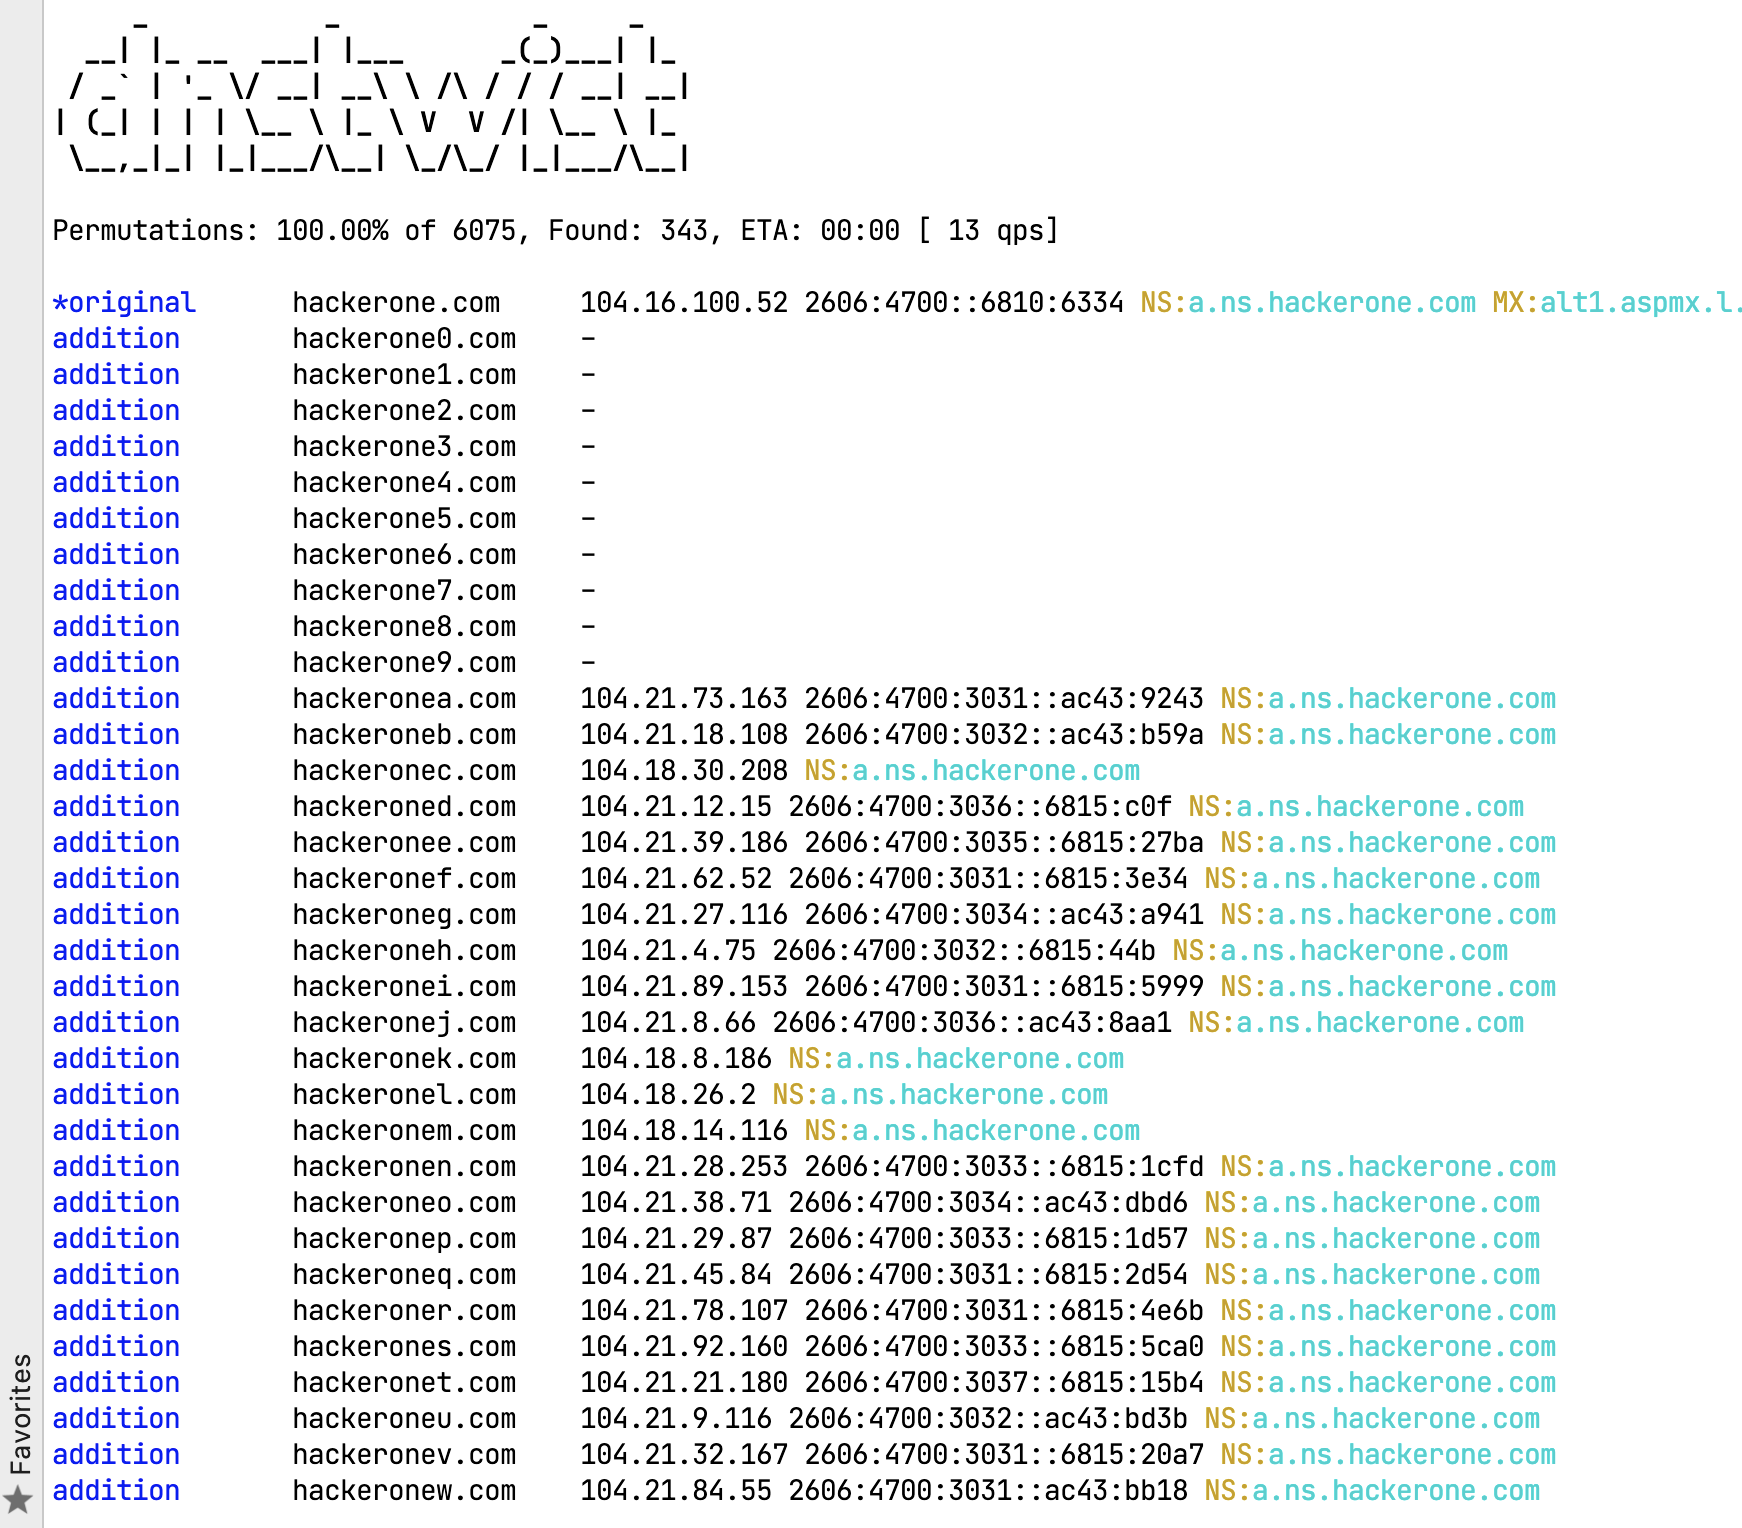 dnstwist
Permutations: 100.00% of 6075, Found: 343, ETA: 00:00 [ 13 qps]
*original hackerone.com 104.16.100.52 2606:4700::6810:6334 NS:a.ns.hackerone.com MX:alt1.aspmx.l.
addition hackerone0.com -
addition hackerone1.com -
addition hackerone2.com -
addition hackerone3.com -
addition hackerone4.com -
addition hackerone5.com -
addition hackerone6.com -
addition hackerone7.com -
addition hackerone8.com -
addition hackerone9.com -
addition hackeronea.com 104.21.73.163 2606:4700:3031::ac43:9243 NS:a.ns.hackerone.com
addition hackeroneb.com 104.21.18.108 2606:4700:3032::ac43:b59a NS:a.ns.hackerone.com
addition hackeronec.com 104.18.30.208 NS:a.ns.hackerone.com
addition hackeroned.com 104.21.12.15 2606:4700:3036::6815:c0f NS:a.ns.hackerone.com
addition hackeronee.com 104.21.39.186 2606:4700:3035::6815:27ba NS:a.ns.hackerone.com
addition hackeronef.com 104.21.62.52 2606:4700:3031::6815:3e34 NS:a.ns.hackerone.com
addition hackeroneg.com 104.21.27.116 2606:4700:3034::ac43:a941 NS:a.ns.hackerone.com
addition hackeroneh.com 104.21.4.75 2606:4700:3032::6815:44b NS:a.ns.hackerone.com
addition hackeronei.com 104.21.89.153 2606:4700:3031::6815:5999 NS:a.ns.hackerone.com
addition hackeronej.com 104.21.8.66 2606:4700:3036::ac43:8aa1 NS:a.ns.hackerone.com
addition hackeronek.com 104.18.8.186 NS:a.ns.hackerone.com
addition hackeronel.com 104.18.26.2 NS:a.ns.hackerone.com
addition hackeronem.com 104.18.14.116 NS:a.ns.hackerone.com
addition hackeronen.com 104.21.28.253 2606:4700:3033::6815:1cfd NS:a.ns.hackerone.com
addition hackeroneo.com 104.21.38.71 2606:4700:3034::ac43:dbd6 NS:a.ns.hackerone.com
addition hackeronep.com 104.21.29.87 2606:4700:3033::6815:1d57 NS:a.ns.hackerone.com
addition hackeroneq.com 104.21.45.84 2606:4700:3031::6815:2d54 NS:a.ns.hackerone.com
addition hackeroner.com 104.21.78.107 2606:4700:3031::6815:4e6b NS:a.ns.hackerone.com
addition hackerones.com 104.21.92.160 2606:4700:3033::6815:5ca0 NS:a.ns.hackerone.com
addition hackeronet.com 104.21.21.180 2606:4700:3037::6815:15b4 NS:a.ns.hackerone.com
addition hackeroneu.com 104.21.9.116 2606:4700:3032::ac43:bd3b NS:a.ns.hackerone.com
addition hackeronev.com 104.21.32.167 2606:4700:3031::6815:20a7 NS:a.ns.hackerone.com
addition hackeronew.com 104.21.84.55 2606:4700:3031::ac43:bb18 NS:a.ns.hackerone.com
Favorites